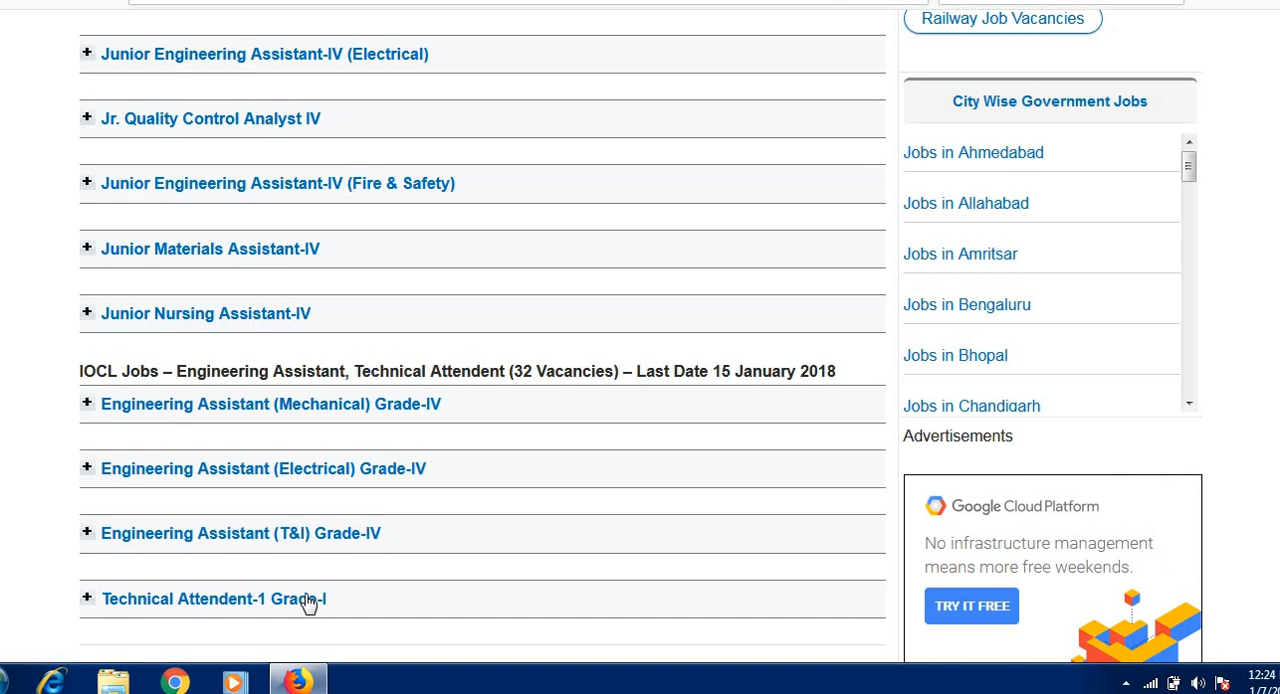 Railway Job Vacancies
+ Junior Engineering Assistant-IV (Electrical)
+ Jr. Quality Control Analyst IV
+ Junior Engineering Assistant-IV (Fire & Safety)
+ Junior Materials Assistant-IV
+ Junior Nursing Assistant-IV
IOCL Jobs – Engineering Assistant, Technical Attendent (32 Vacancies) – Last Date 15 January 2018
+ Engineering Assistant (Mechanical) Grade-IV
+ Engineering Assistant (Electrical) Grade-IV
+ Engineering Assistant (T&I) Grade-IV
+ Technical Attendent-1 Grade-I
City Wise Government Jobs
Jobs in Ahmedabad
Jobs in Allahabad
Jobs in Amritsar
Jobs in Bengaluru
Jobs in Bhopal
Jobs in Chandigarh
Advertisements
Google Cloud Platform
No infrastructure management
means more free weekends.
TRY IT FREE
12:24